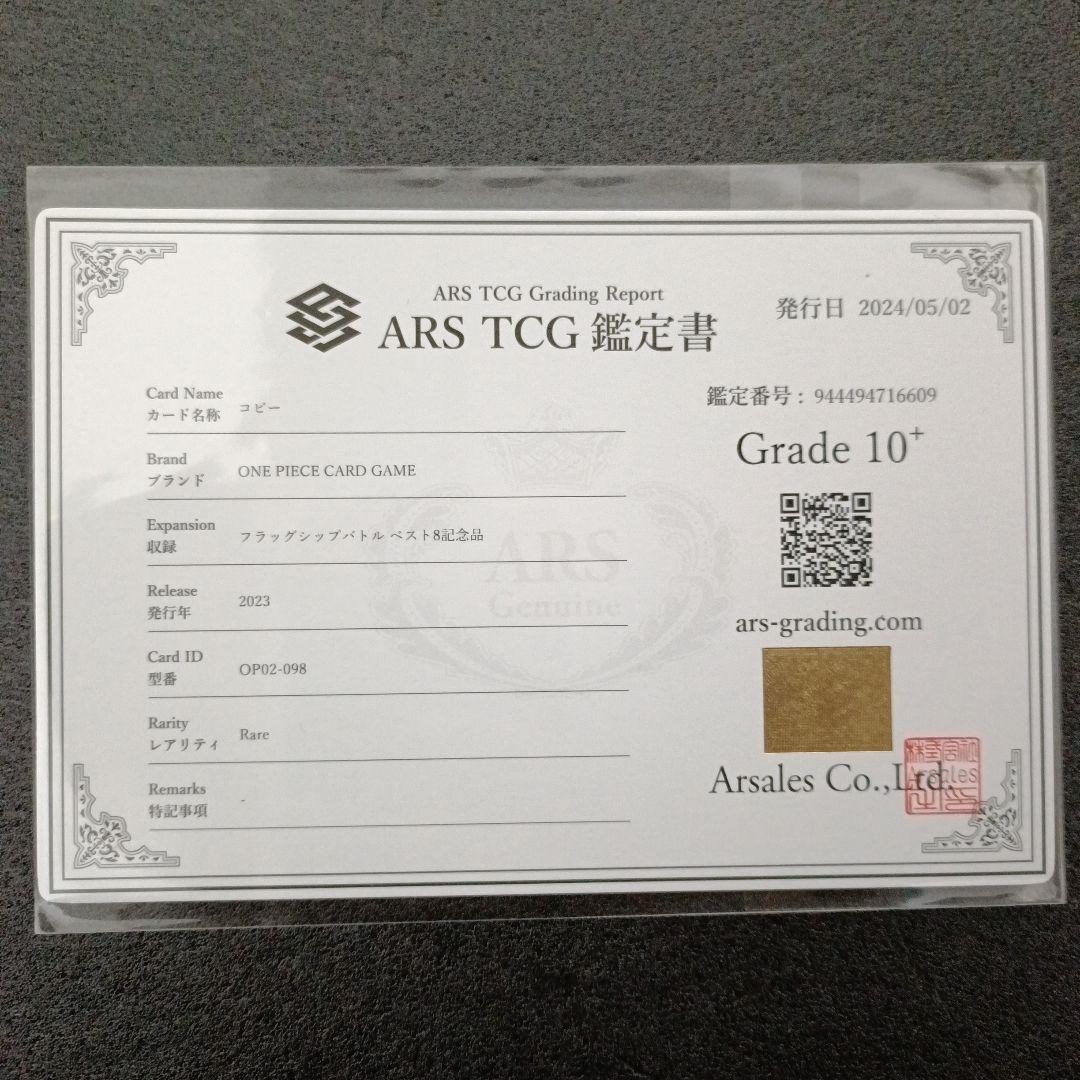 ARS TCG Grading Report
ARS TCG 鑑定書
発行日 2024/05/02
Card Name
カード名称 コビー
Brand
ブランド ONE PIECE CARD GAME
Expansion
収録 フラッグシップバトル ベスト8記念品
Release
発行年 2023
Card ID
型番 OP02-098
Rarity
レアリティ Rare
Remarks
特記事項 -
鑑定番号 : 944494716609
Grade 10+
ars-grading.com
Arsales Co.,Ltd.
ARS
Genuine
Arsales